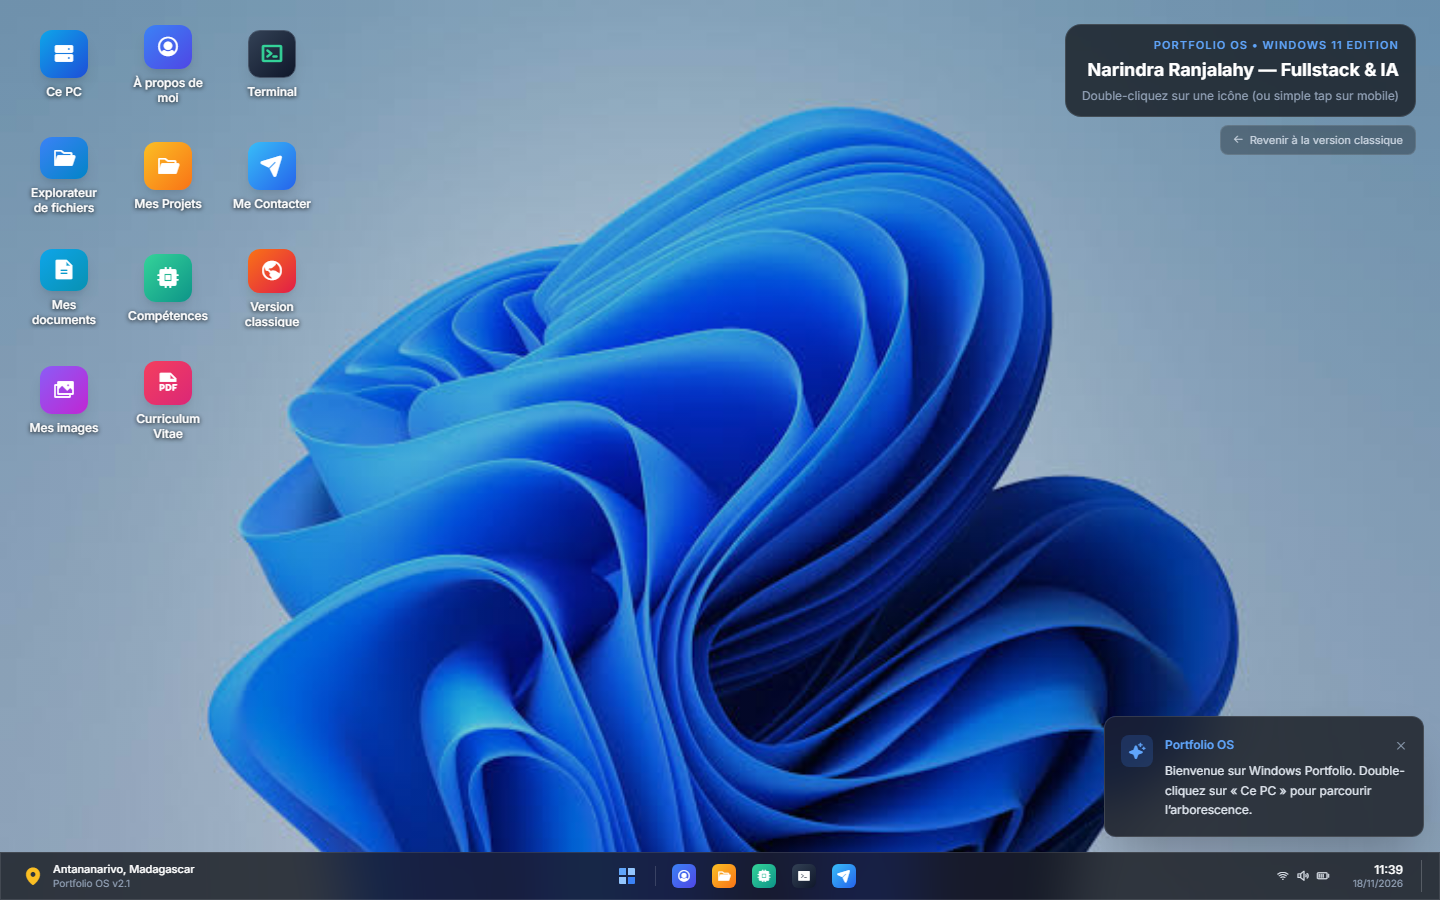 Ce PC
À propos de
moi
Terminal
Explorateur
de fichiers
Mes Projets
Me Contacter
Mes
documents
Compétences
Version
classique
Mes images
PDF
Curriculum
Vitae
PORTFOLIO OS • WINDOWS 11 EDITION
Narindra Ranjalahy — Fullstack & IA
Double-cliquez sur une icône (ou simple tap sur mobile)
← Revenir à la version classique
Portfolio OS
Bienvenue sur Windows Portfolio. Double-
cliquez sur « Ce PC » pour parcourir
l'arborescence.
Antananarivo, Madagascar
Portfolio OS v2.1
11:39
18/11/2026